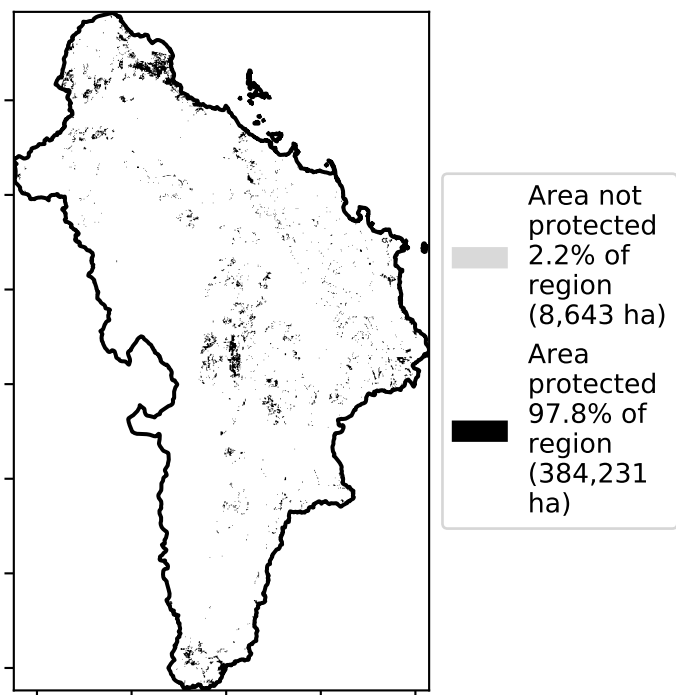 Area not
protected
2.2% of
region
(8,643 ha)
Area
protected
97.8% of
region
(384,231
ha)